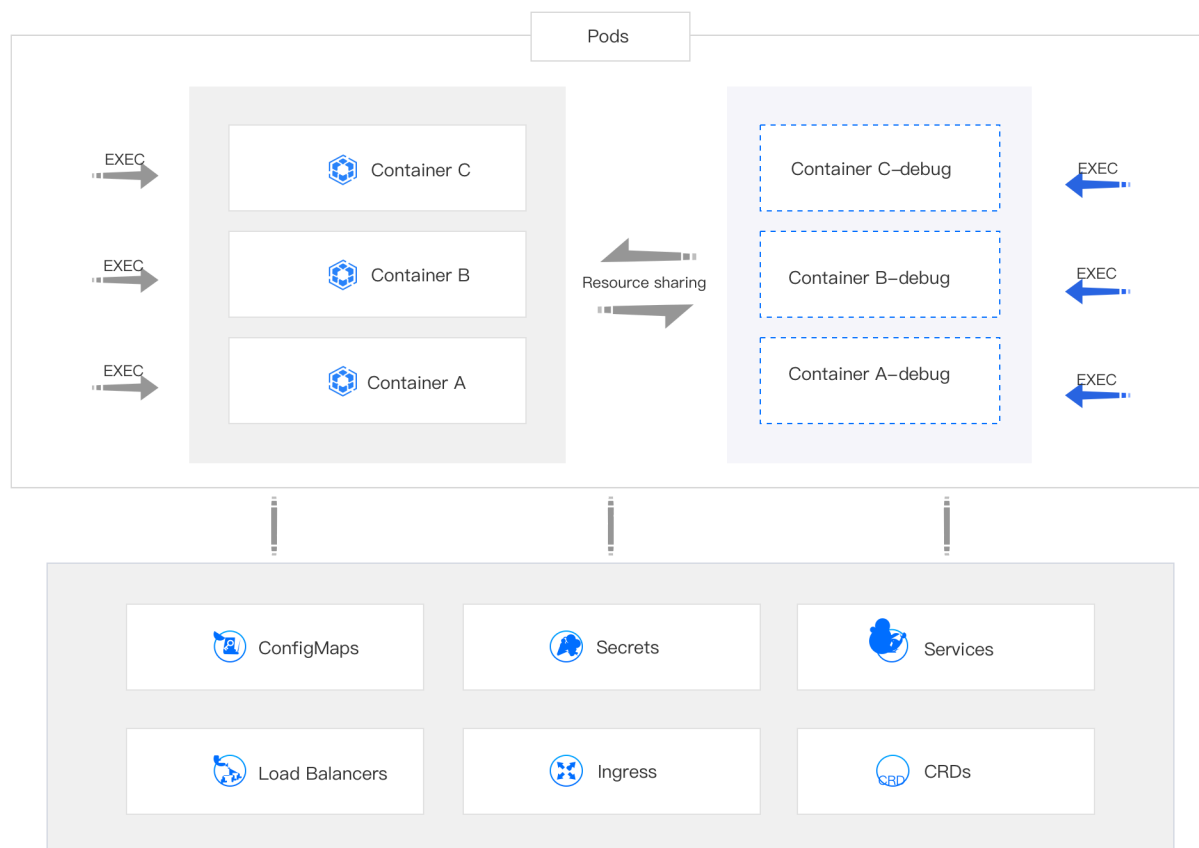 Pods
EXEC
Container C
Container C-debug
EXEC
EXEC
Container B
Resource sharing
Container B-debug
EXEC
EXEC
Container A
Container A-debug
EXEC
ConfigMaps
Secrets
Services
Load Balancers
Ingress
CRD
CRDs